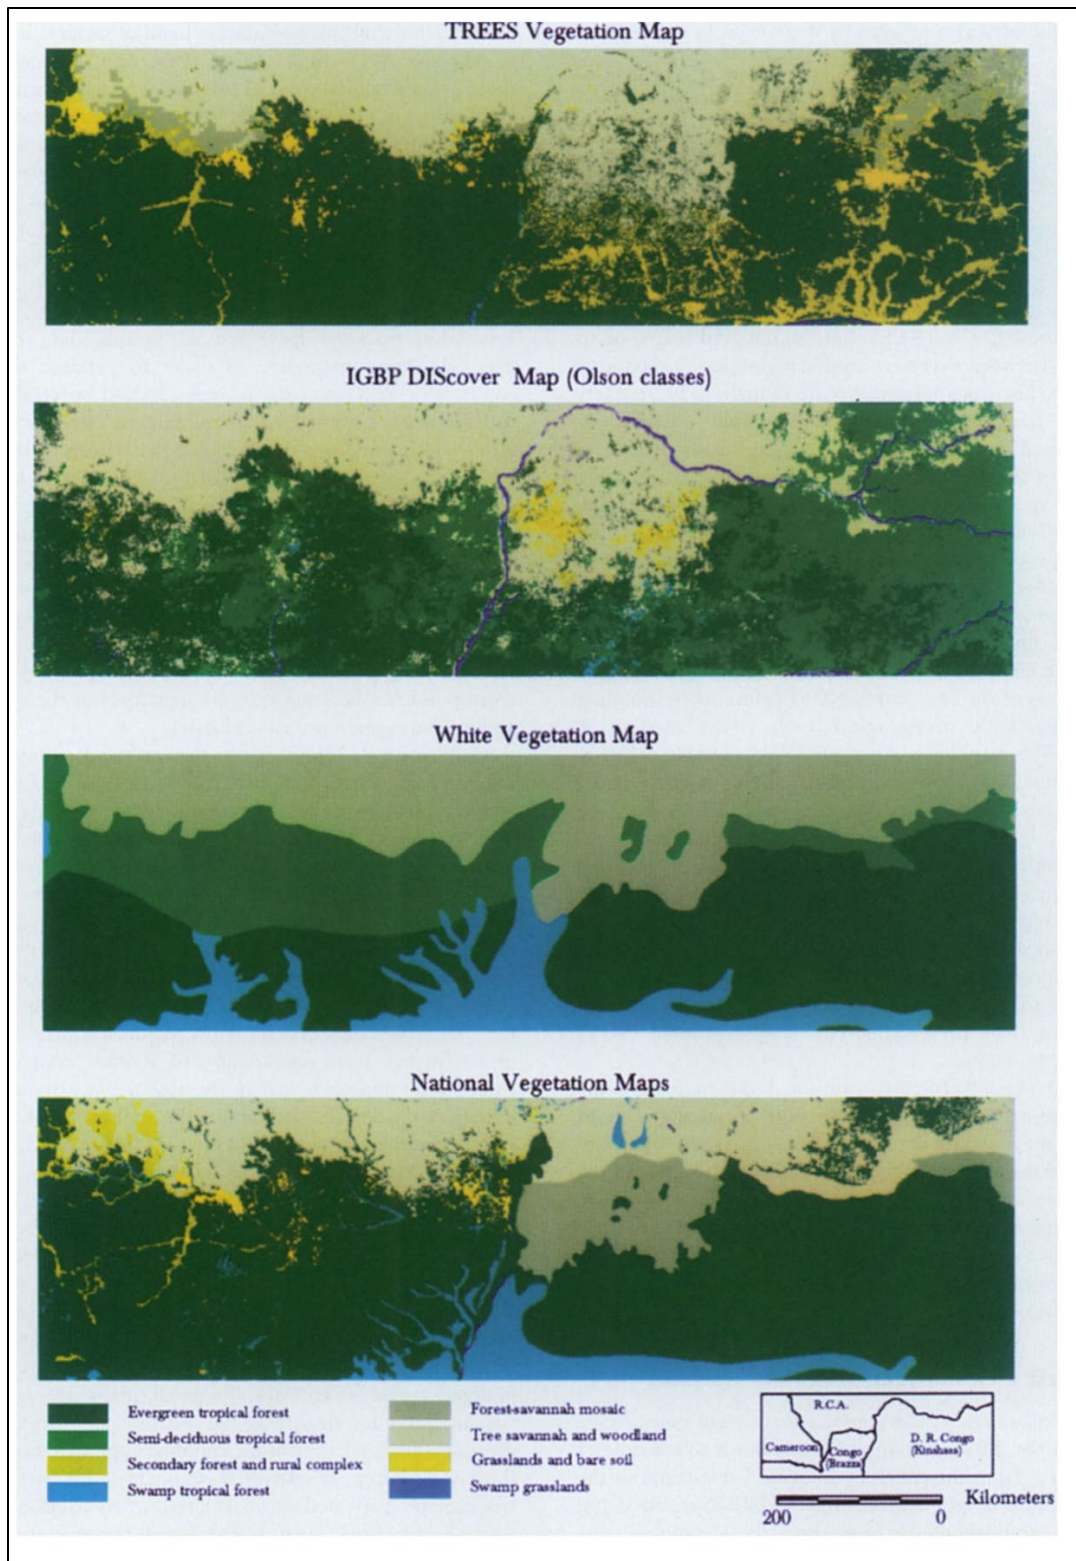 TREES Vegetation Map
IGBP DIScover Map (Olson classes)
White Vegetation Map
National Vegetation Maps
Evergreen tropical forest
Semi-deciduous tropical forest
Secondary forest and rural complex
Swamp tropical forest
Forest-savannah mosaic
Tree savannah and woodland
Grasslands and bare soil
Swamp grasslands
R.C.A.
Cameroon
Congo
(Brazza)
D. R. Congo
(Kinshasa)
Kilometers
200 0